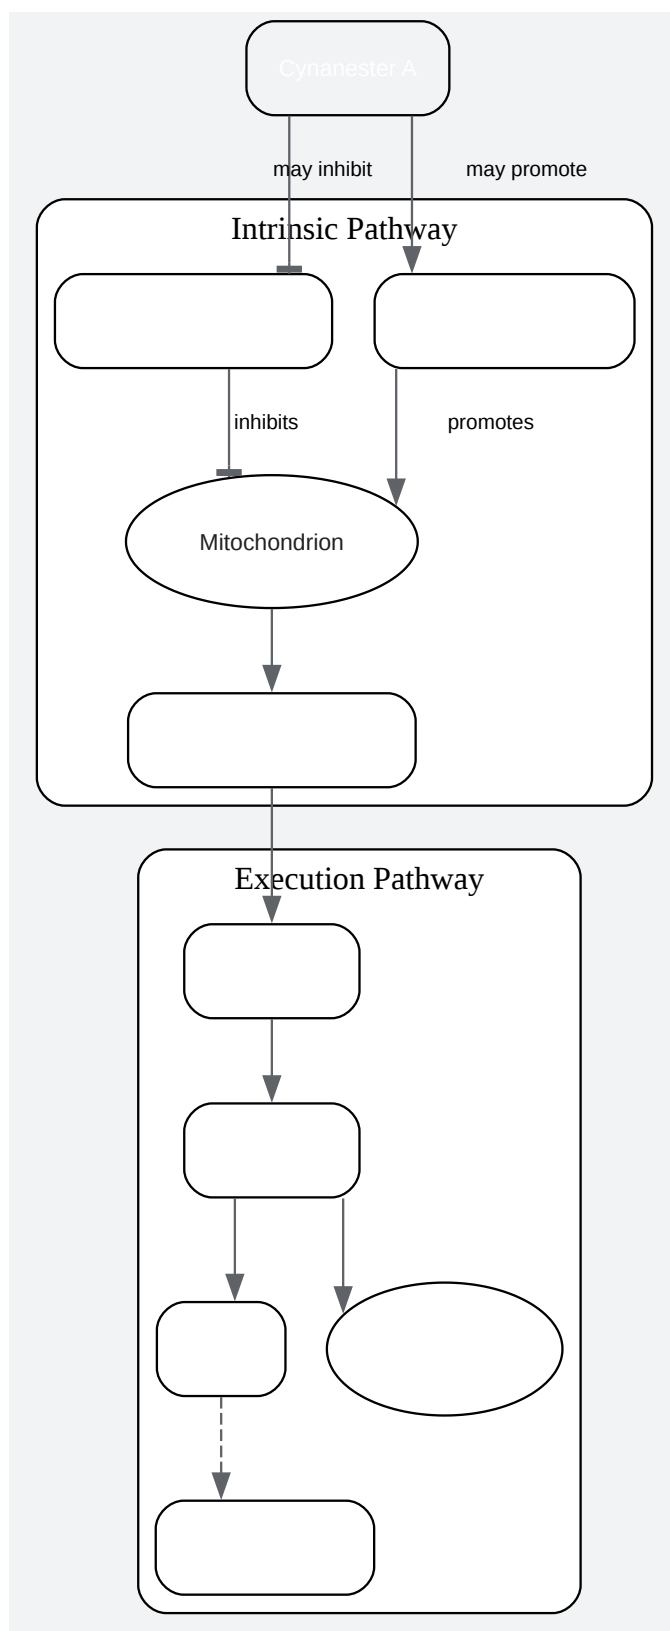 Cynanester A
may inhibit
may promote
Intrinsic Pathway
inhibits
promotes
Mitochondrion
Execution Pathway